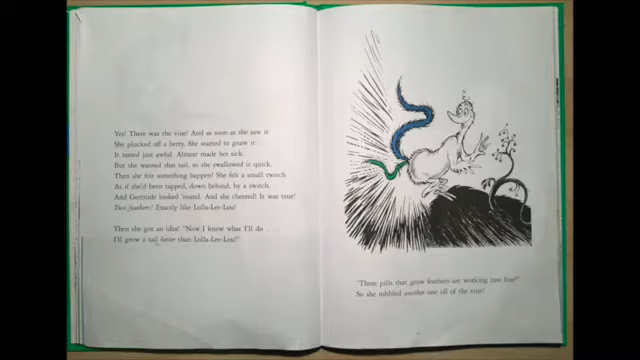 Yes! There was the vine! And as soon as she saw it
She plucked off a berry. She started to gnaw it.
It tasted just awful. Almost made her sick.
But she wanted that tail, so she swallowed it quick.
Then she felt something happen! She felt a small twitch
As if she'd been tapped, down behind, by a switch.
And Gertrude looked 'round. And she cheered! It was true!
Two feathers! Exactly like Lolla-Lee-Lou!
Then she got an idea! "Now I know what I'll do . . .
I'll grow a tail better than Lolla-Lee-Lou!"
"These pills that grow feathers are working just fine!"
So she nibbled another one off of the vine!